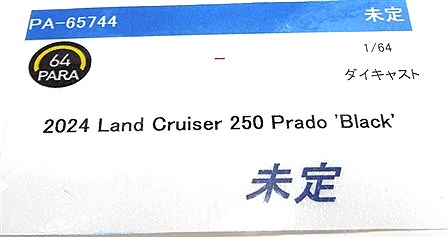 PA-65744 未定
64 PARA 1/64
ダイキャスト
2024 Land Cruiser 250 Prado 'Black'
未定